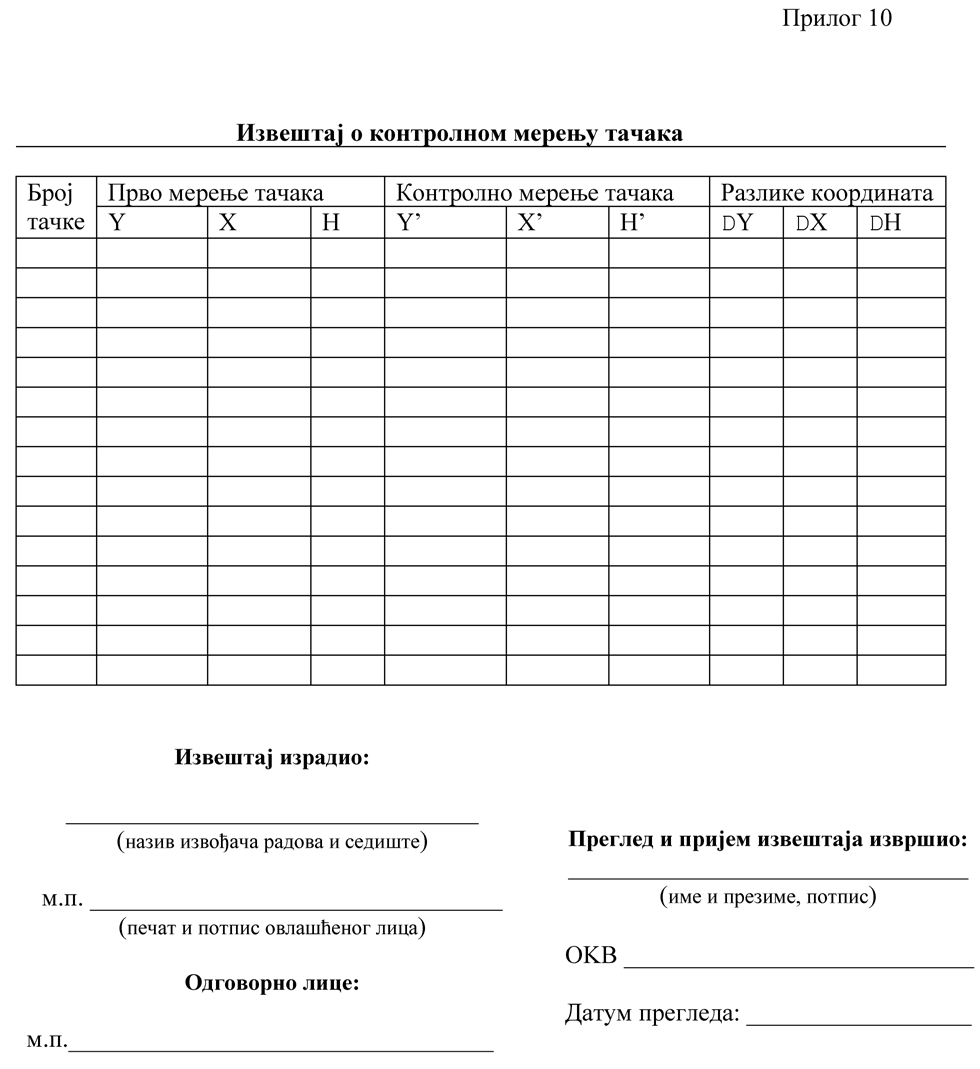 Прилог 10
Извештај о контролном мерењу тачака
Број тачке Прво мерење тачака Контролно мерење тачака Разлике координата
Y X H Y’ X’ H’ DY DX DH
Извештај израдио:
(назив извођача радова и седиште)
м.п.
(печат и потпис овлашћеног лица)
Одговорно лице:
м.п.
Преглед и пријем извештаја извршио:
(име и презиме, потпис)
ОКВ
Датум прегледа: